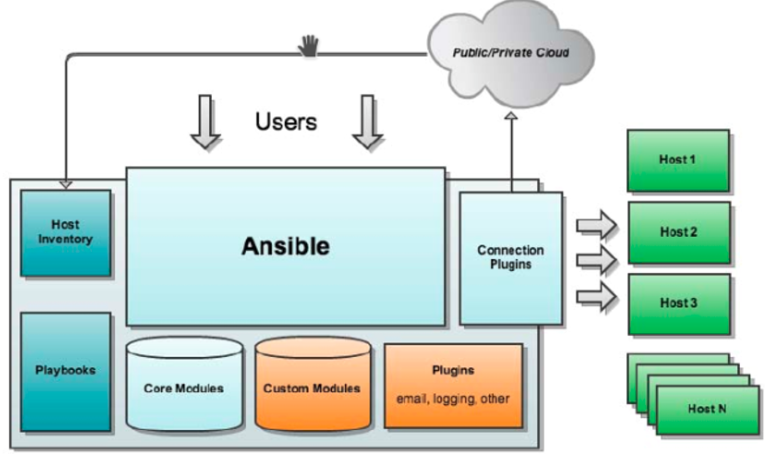 Public/Private Cloud
Users
Host 1
Host
Inventory
Ansible
Connection
Plugins
Host 2
Host 3
Playbooks
Core Modules
Custom Modules
Plugins
email, logging, other
Host N